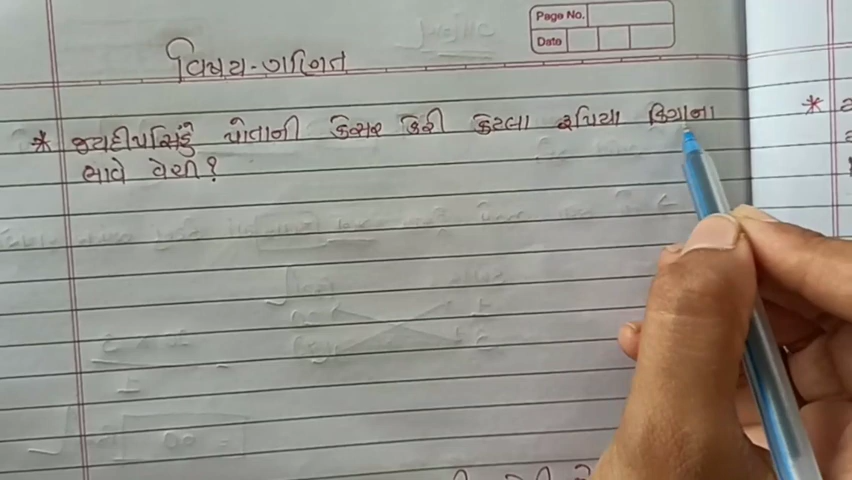 Page No.
Date
વિષય-ગણિત
* જયદીપસિંહે પોતાની કેસર કેરી કેટલા રૂપિયા કિગ્રાના
ભાવે વેચી?
*